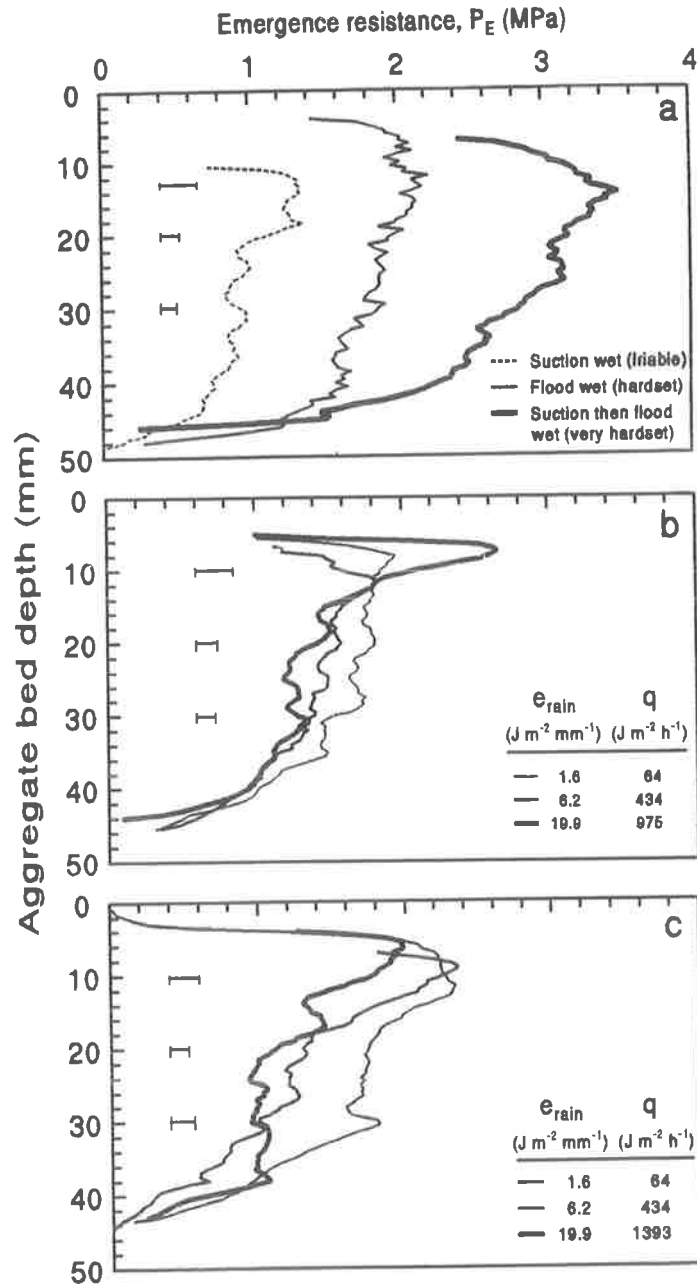 Emergence resistance, PE (MPa)
0 1 2 3 4
Aggregate bed depth (mm)
0
10
20
30
40
50
a
Suction wet (friable)
Flood wet (hardset)
Suction then flood
wet (very hardset)
0
10
20
30
40
50
b
erain q
(J m-2 mm-1) (J m-2 h-1)
1.6 64
6.2 434
19.9 975
0
10
20
30
40
50
c
erain q
(J m-2 mm-1) (J m-2 h-1)
1.6 64
6.2 434
19.9 1393